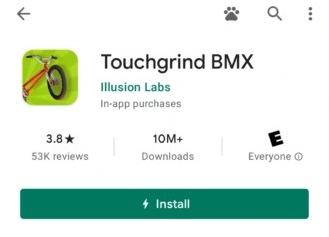 Touchgrind BMX
Illusion Labs
In-app purchases
3.8★ 10M+ E
53K reviews Downloads Everyone ⓘ
Install